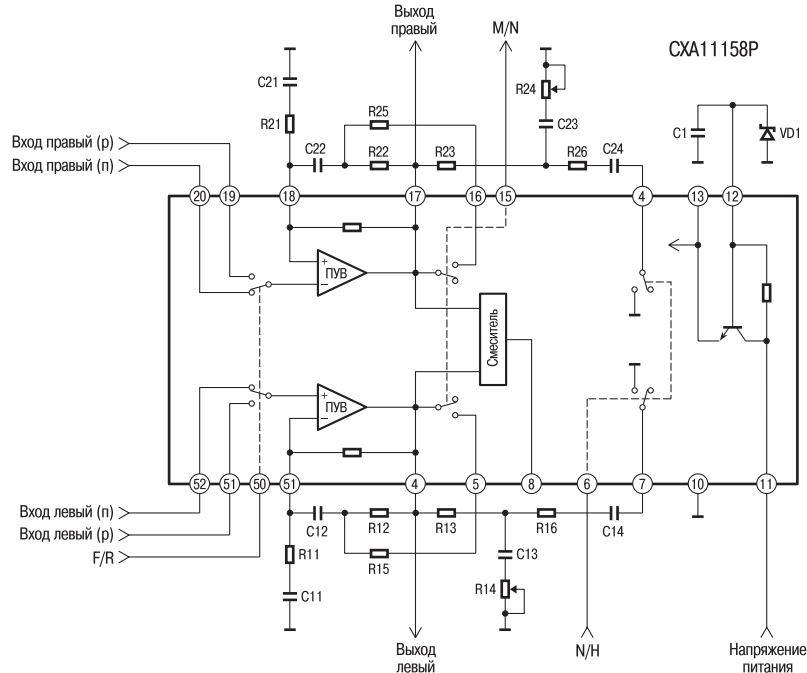 Выход
правый
M/N
CXA11158P
C21
R24
R21
R25
C23
C1
VD1
Вход правый (р)
C22
R22
R23
R26
C24
Вход правый (п)
20
19
18
17
16
15
4
13
12
+
ПУВ
−
Смеситель
+
ПУВ
−
52
51
50
51
4
5
8
6
7
10
11
Вход левый (п)
C12
R12
R13
R16
C14
Вход левый (р)
F/R
R11
R15
C13
C11
R14
Выход
левый
N/H
Напряжение
питания